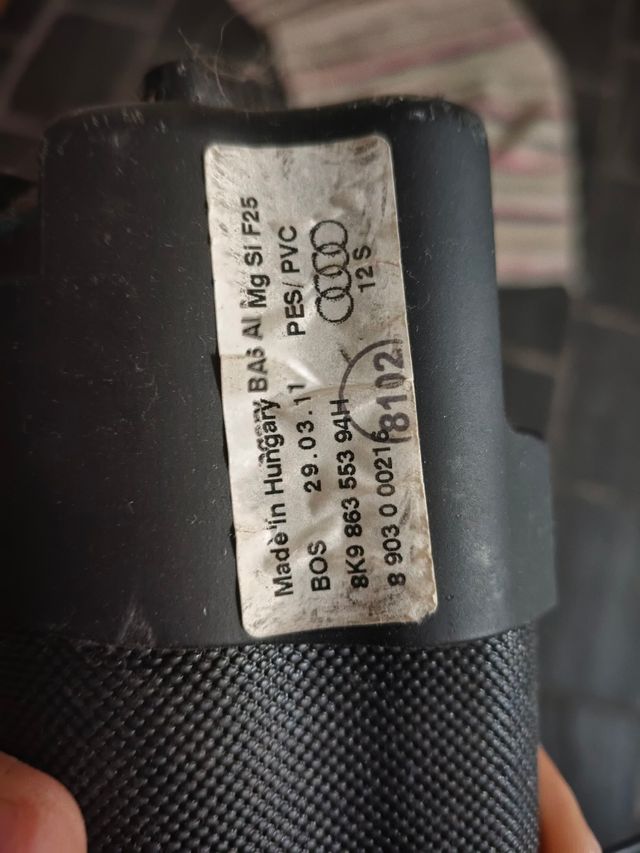 Made in Hungary BAS Al Mg Si F25
BOS 29.03.11 PES/PVC
8K9 863 553 94H
12 S
8 903 0 00216
8102